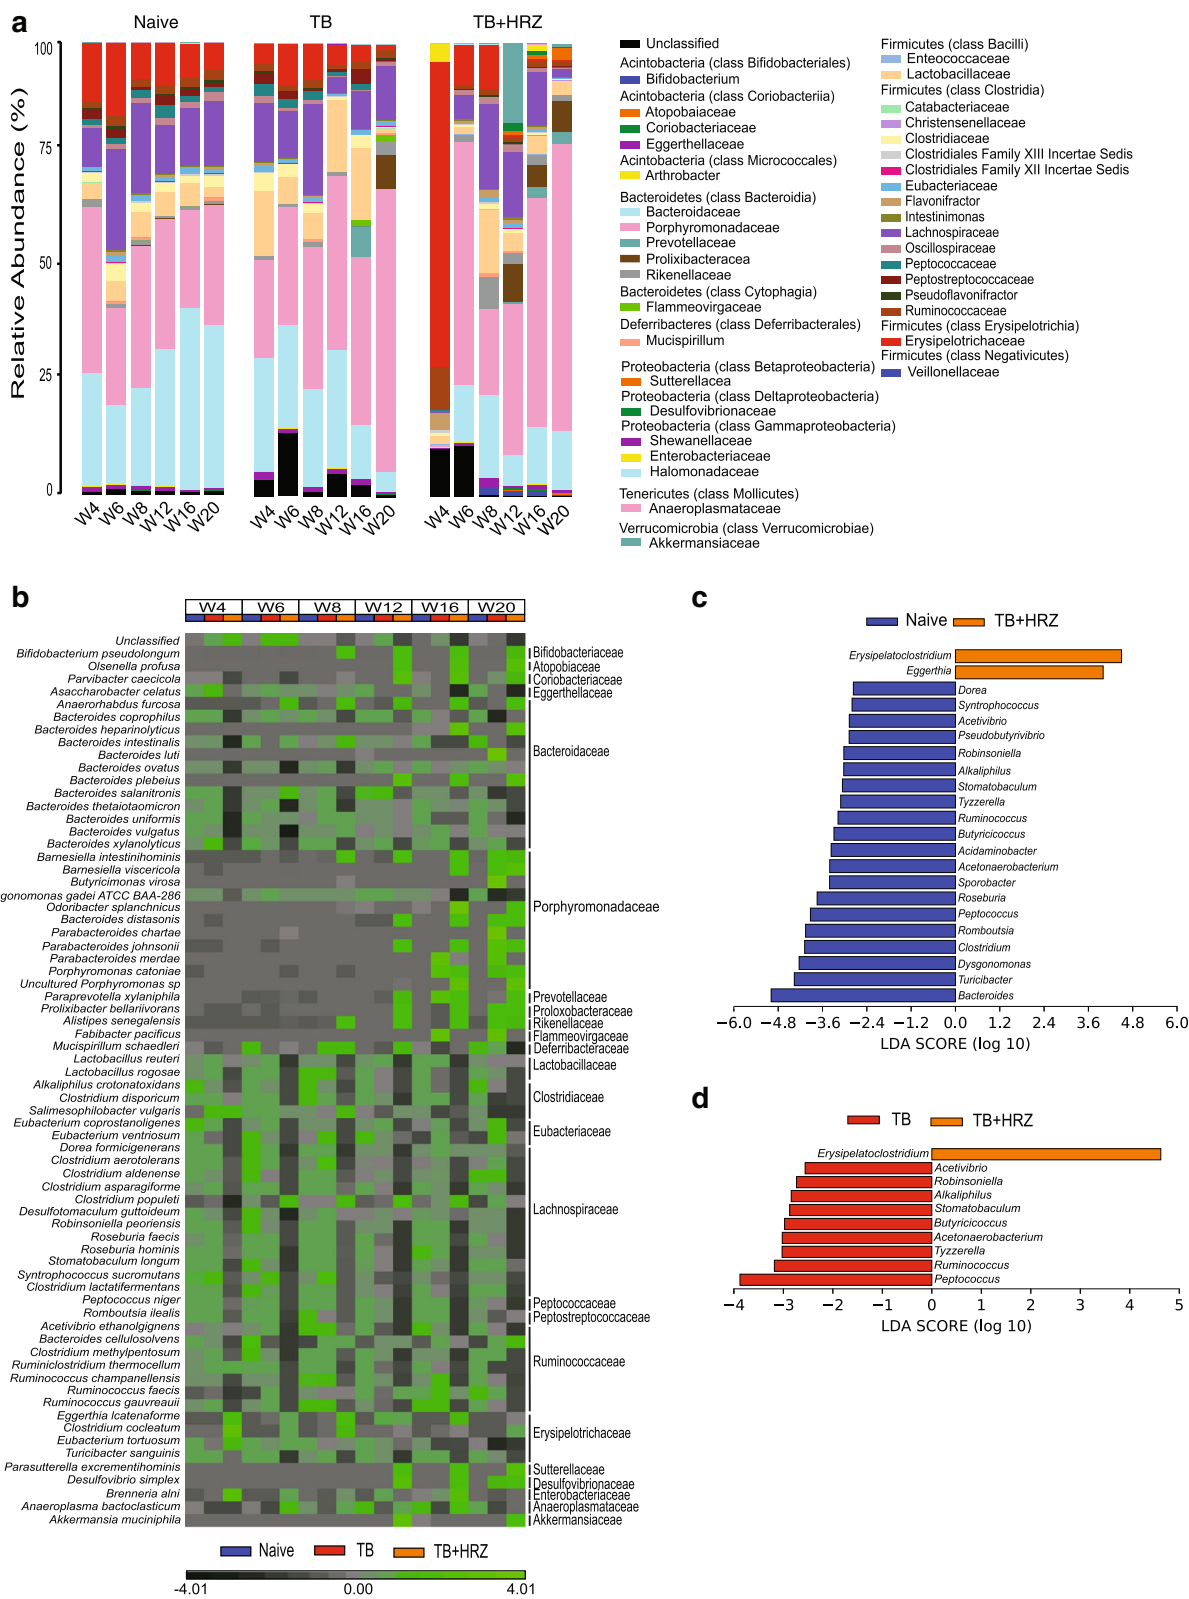 a
Naive TB TB+HRZ
Relative Abundance (%)
100
75
50
25
0
W4 W6 W8 W12 W16 W20
W4 W6 W8 W12 W16 W20
W4 W6 W8 W12 W16 W20
Unclassified
Acintobacteria (class Bifidobacteriales)
Bifidobacterium
Acintobacteria (class Coriobacteriia)
Atopobaiaceae
Coriobacteriaceae
Eggerthellaceae
Acintobacteria (class Micrococcales)
Arthrobacter
Bacteroidetes (class Bacteroidia)
Bacteroidaceae
Porphyromonadaceae
Prevotellaceae
Prolixibacteracea
Rikenellaceae
Bacteroidetes (class Cytophagia)
Flammeovirgaceae
Deferribacteres (class Deferribacterales)
Mucispirillum
Proteobacteria (class Betaproteobacteria)
Sutterellacea
Proteobacteria (class Deltaproteobacteria)
Desulfovibrionaceae
Proteobacteria (class Gammaproteobacteria)
Shewanellaceae
Enterobacteriaceae
Halomonadaceae
Tenericutes (class Mollicutes)
Anaeroplasmataceae
Verrucomicrobia (class Verrucomicrobiae)
Akkermansiaceae
Firmicutes (class Bacilli)
Enteococcaceae
Lactobacillaceae
Firmicutes (class Clostridia)
Catabacteriaceae
Christensenellaceae
Clostridiaceae
Clostridiales Family XIII Incertae Sedis
Clostridiales Family XII Incertae Sedis
Eubacteriaceae
Flavonifractor
Intestinimonas
Lachnospiraceae
Oscillospiraceae
Peptococcaceae
Peptostreptococcaceae
Pseudoflavonifractor
Ruminococcaceae
Firmicutes (class Erysipelotrichia)
Erysipelotrichaceae
Firmicutes (class Negativicutes)
Veillonellaceae
b
W4 W6 W8 W12 W16 W20
Unclassified
Bifidobacterium pseudolongum
Olsenella profusa
Parvibacter caecicola
Asaccharobacter celatus
Anaerorhabdus furcosa
Bacteroides coprophilus
Bacteroides heparinolyticus
Bacteroides intestinalis
Bacteroides luti
Bacteroides ovatus
Bacteroides plebeius
Bacteroides salanitronis
Bacteroides thetaiotaomicron
Bacteroides uniformis
Bacteroides vulgatus
Bacteroides xylanolyticus
Barnesiella intestinihominis
Barnesiella viscericola
Butyricimonas virosa
gonomonas gadei ATCC BAA-286
Odoribacter splanchnicus
Bacteroides distasonis
Parabacteroides chartae
Parabacteroides johnsonii
Parabacteroides merdae
Porphyromonas catoniae
Uncultured Porphyromonas sp
Paraprevotella xylaniphila
Prolixibacter bellariivorans
Alistipes senegalensis
Fabibacter pacificus
Mucispirillum schaedleri
Lactobacillus reuteri
Lactobacillus rogosae
Alkaliphilus crotonatoxidans
Clostridium disporicum
Salimesophilobacter vulgaris
Eubacterium coprostanoligenes
Eubacterium ventriosum
Dorea formicigenerans
Clostridium aerotolerans
Clostridium aldenense
Clostridium asparagiforme
Clostridium populeti
Desulfotomaculum guttoideum
Robinsoniella peoriensis
Roseburia faecis
Roseburia hominis
Stomatobaculum longum
Syntrophococcus sucromutans
Clostridium lactatifermentans
Peptococcus niger
Romboutsia ilealis
Acetivibrio ethanolgignens
Bacteroides cellulosolvens
Clostridium methylpentosum
Ruminiclostridium thermocellum
Ruminococcus champanellensis
Ruminococcus faecis
Ruminococcus gauvreauii
Eggerthia lcatenaforme
Clostridium cocleatum
Eubacterium tortuosum
Turicibacter sanguinis
Parasutterella excrementihominis
Desulfovibrio simplex
Brenneria alni
Anaeroplasma bactoclasticum
Akkermansia muciniphila
Bifidobacteriaceae
Atopobiaceae
Coriobacteriaceae
Eggerthellaceae
Bacteroidaceae
Porphyromonadaceae
Prevotellaceae
Proloxobacteraceae
Rikenellaceae
Flammeovirgaceae
Deferribacteraceae
Lactobacillaceae
Clostridiaceae
Eubacteriaceae
Lachnospiraceae
Peptococcaceae
Peptostreptococcaceae
Ruminococcaceae
Erysipelotrichaceae
Sutterellaceae
Desulfovibrionaceae
Enterobacteriaceae
Anaeroplasmataceae
Akkermansiaceae
Naive TB TB+HRZ
-4.01 0.00 4.01
c
Naive TB+HRZ
Erysipelatoclostridium
Eggerthia
Dorea
Syntrophococcus
Acetivibrio
Pseudobutyrivibrio
Robinsoniella
Alkaliphilus
Stomatobaculum
Tyzzerella
Ruminococcus
Butyricicoccus
Acidaminobacter
Acetonaerobacterium
Sporobacter
Roseburia
Peptococcus
Romboutsia
Clostridium
Dysgonomonas
Turicibacter
Bacteroides
−6.0 −4.8 −3.6 −2.4 −1.2 0.0 1.2 2.4 3.6 4.8 6.0
LDA SCORE (log 10)
d
TB TB+HRZ
Erysipelatoclostridium
Acetivibrio
Robinsoniella
Alkaliphilus
Stomatobaculum
Butyricicoccus
Acetonaerobacterium
Tyzzerella
Ruminococcus
Peptococcus
−4 −3 −2 −1 0 1 2 3 4 5
LDA SCORE (log 10)